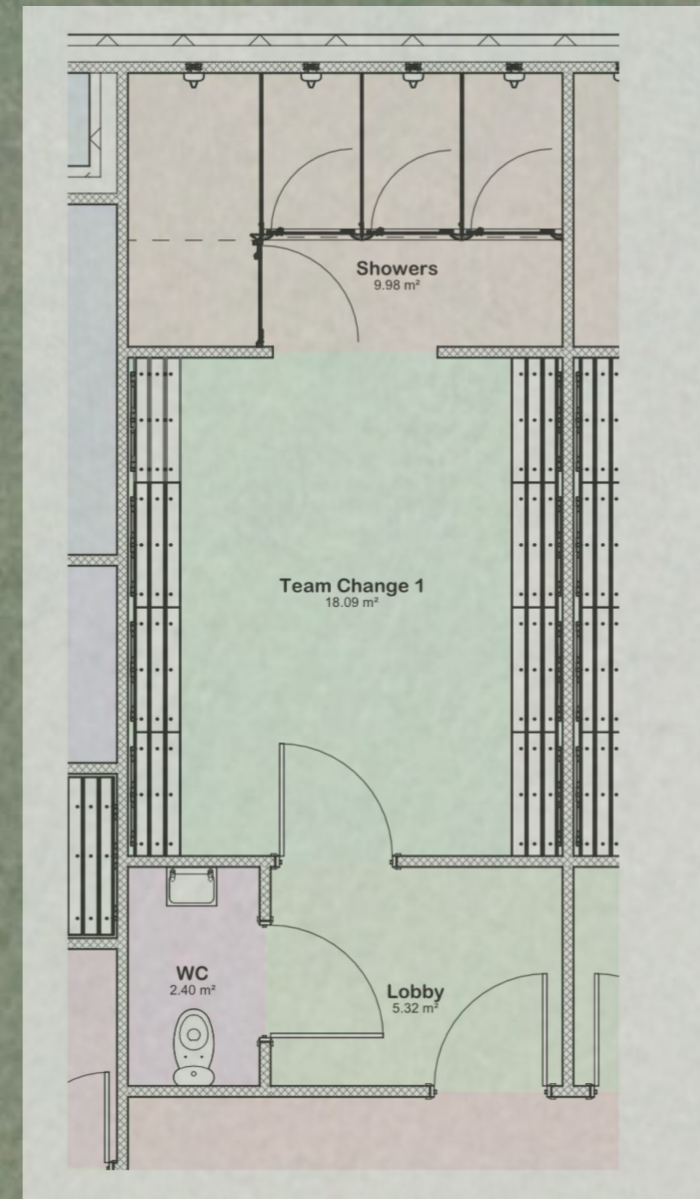 Showers
9.98 m²
Team Change 1
18.09 m²
WC
2.40 m²
Lobby
5.32 m²